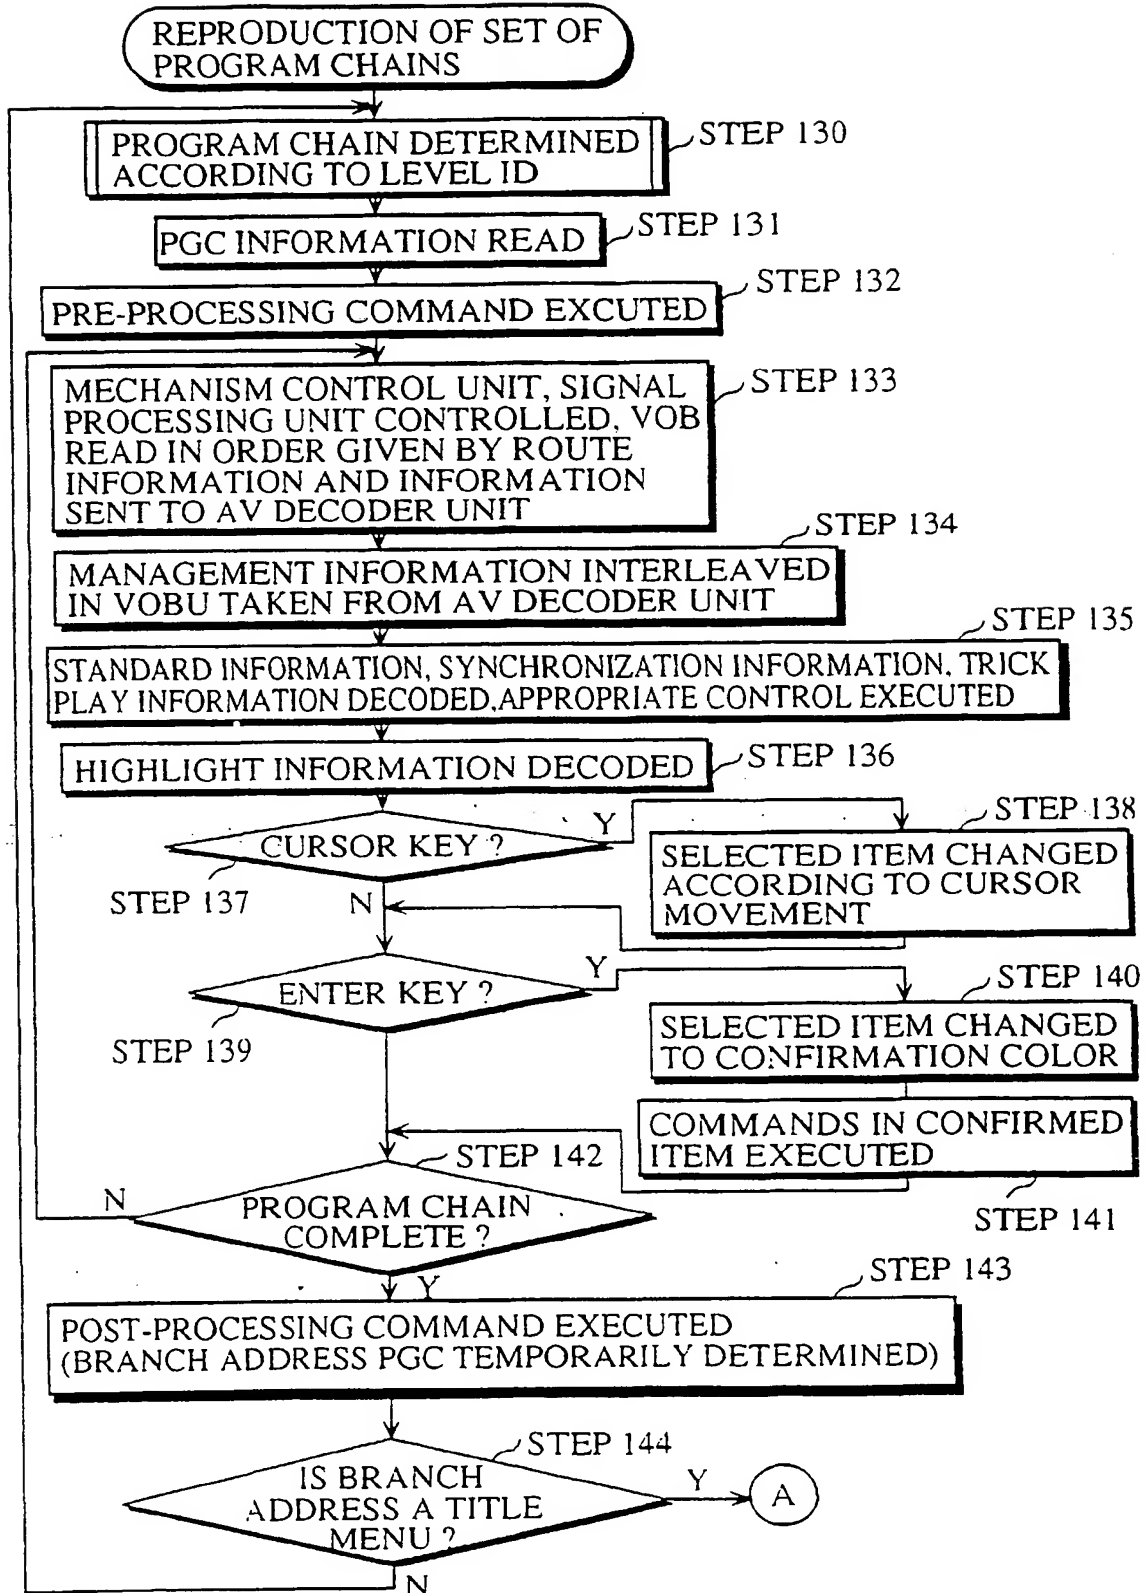 REPRODUCTION OF SET OF
PROGRAM CHAINS
PROGRAM CHAIN DETERMINED
ACCORDING TO LEVEL ID
STEP 130
PGC INFORMATION READ
STEP 131
PRE-PROCESSING COMMAND EXCUTED
STEP 132
MECHANISM CONTROL UNIT, SIGNAL
PROCESSING UNIT CONTROLLED, VOB
READ IN ORDER GIVEN BY ROUTE
INFORMATION AND INFORMATION
SENT TO AV DECODER UNIT
STEP 133
MANAGEMENT INFORMATION INTERLEAVED
IN VOBU TAKEN FROM AV DECODER UNIT
STEP 134
STANDARD INFORMATION, SYNCHRONIZATION INFORMATION, TRICK
PLAY INFORMATION DECODED, APPROPRIATE CONTROL EXECUTED
STEP 135
HIGHLIGHT INFORMATION DECODED
STEP 136
CURSOR KEY ?
Y
STEP 137
N
STEP 138
SELECTED ITEM CHANGED
ACCORDING TO CURSOR
MOVEMENT
ENTER KEY ?
Y
STEP 139
STEP 140
SELECTED ITEM CHANGED
TO CONFIRMATION COLOR
COMMANDS IN CONFIRMED
ITEM EXECUTED
STEP 141
STEP 142
PROGRAM CHAIN
COMPLETE ?
N
Y
STEP 143
POST-PROCESSING COMMAND EXECUTED
(BRANCH ADDRESS PGC TEMPORARILY DETERMINED)
STEP 144
IS BRANCH
ADDRESS A TITLE
MENU ?
Y
A
N